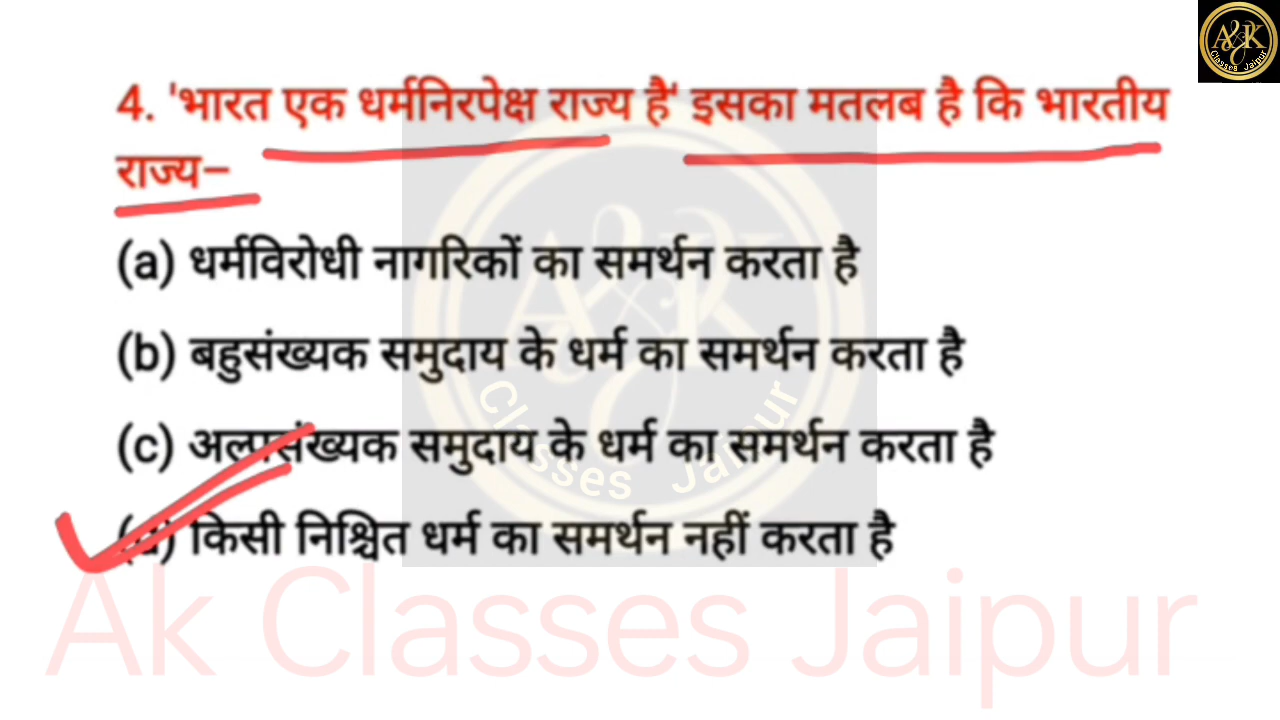 A&K
Classes Jaipur
4. 'भारत एक धर्मनिरपेक्ष राज्य है' इसका मतलब है कि भारतीय
राज्य–
(a) धर्मविरोधी नागरिकों का समर्थन करता है
(b) बहुसंख्यक समुदाय के धर्म का समर्थन करता है
(c) अल्पसंख्यक समुदाय के धर्म का समर्थन करता है
(d) किसी निश्चित धर्म का समर्थन नहीं करता है
A&K
Classes Jaipur
Ak Classes Jaipur